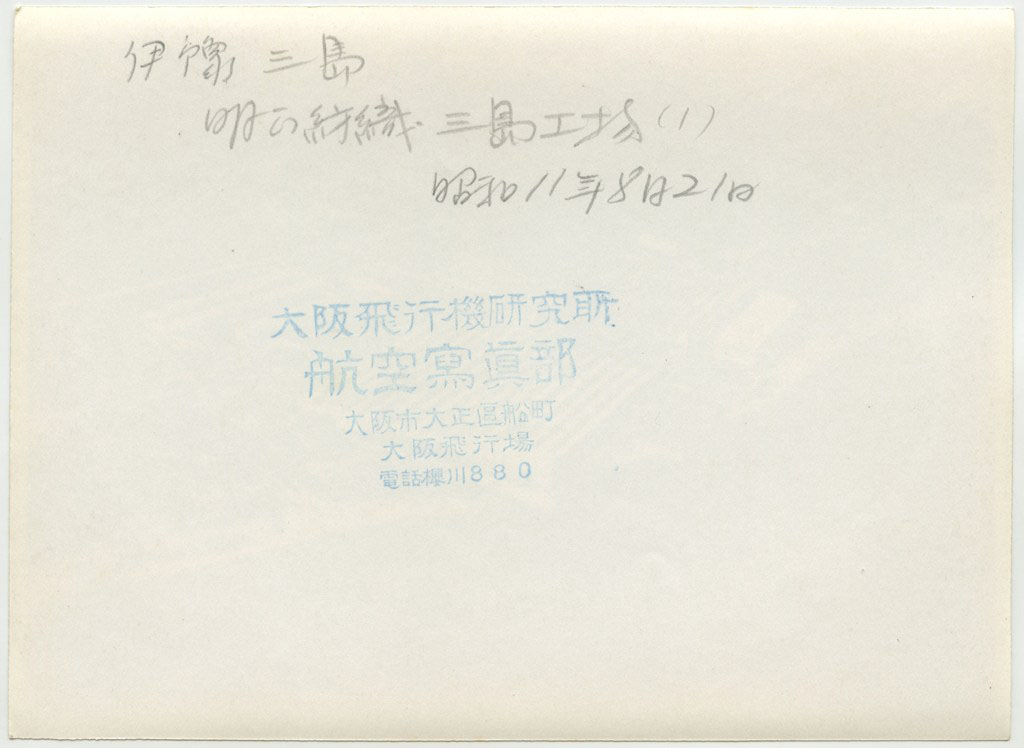 伊豫 三島
明正紡織 三島工場(1)
昭和11年8月21日
大阪飛行機研究所
航空寫眞部
大阪市大正區船町
大阪飛行場
電話櫻川880